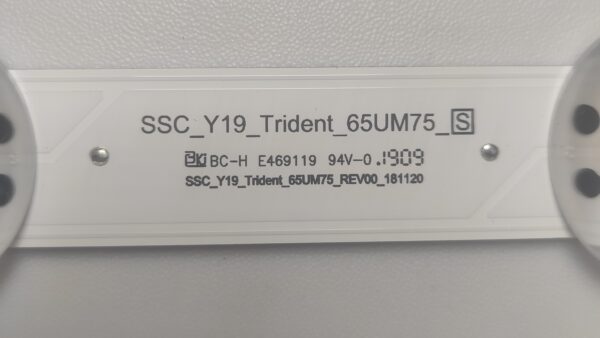 SSC_Y19_Trident_65UM75_S
BC-H E469119 94V-0 .1909
SSC_Y19_Trident_65UM75_REV00_181120